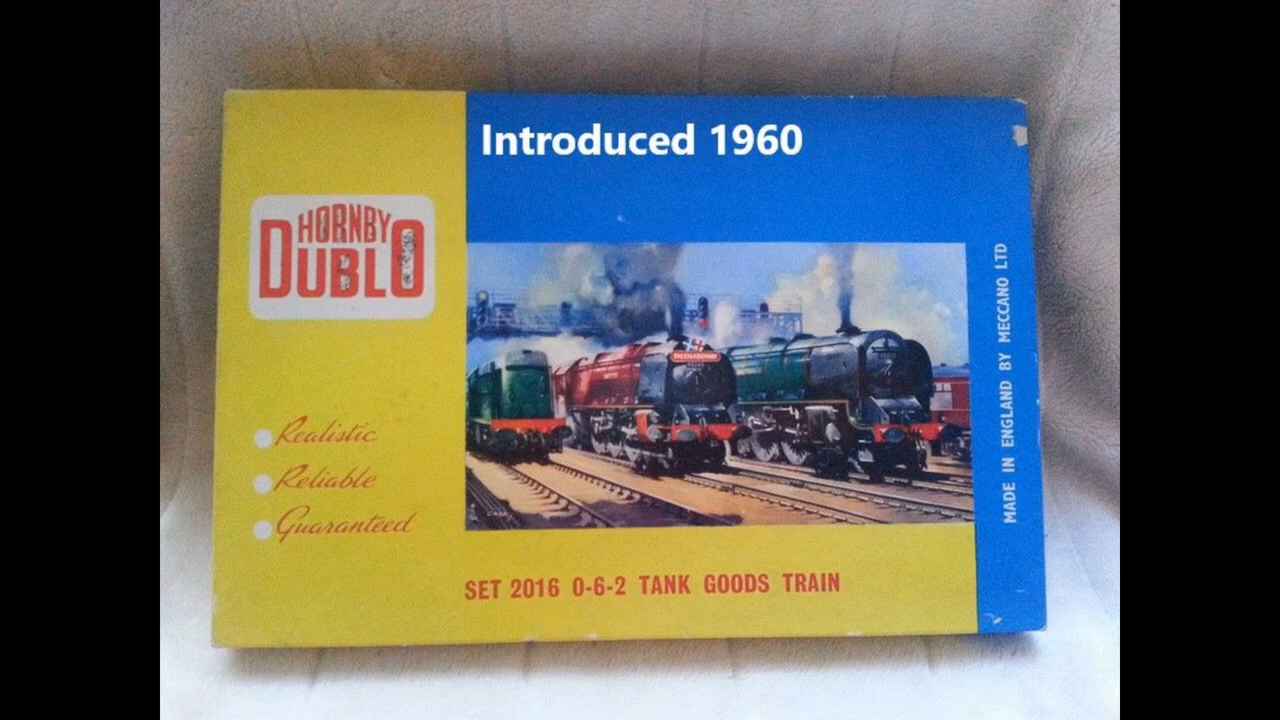 Introduced 1960
HORNBY
DUBLO
Realistic
Reliable
Guaranteed
SET 2016 0-6-2 TANK GOODS TRAIN
MADE IN ENGLAND BY MECCANO LTD